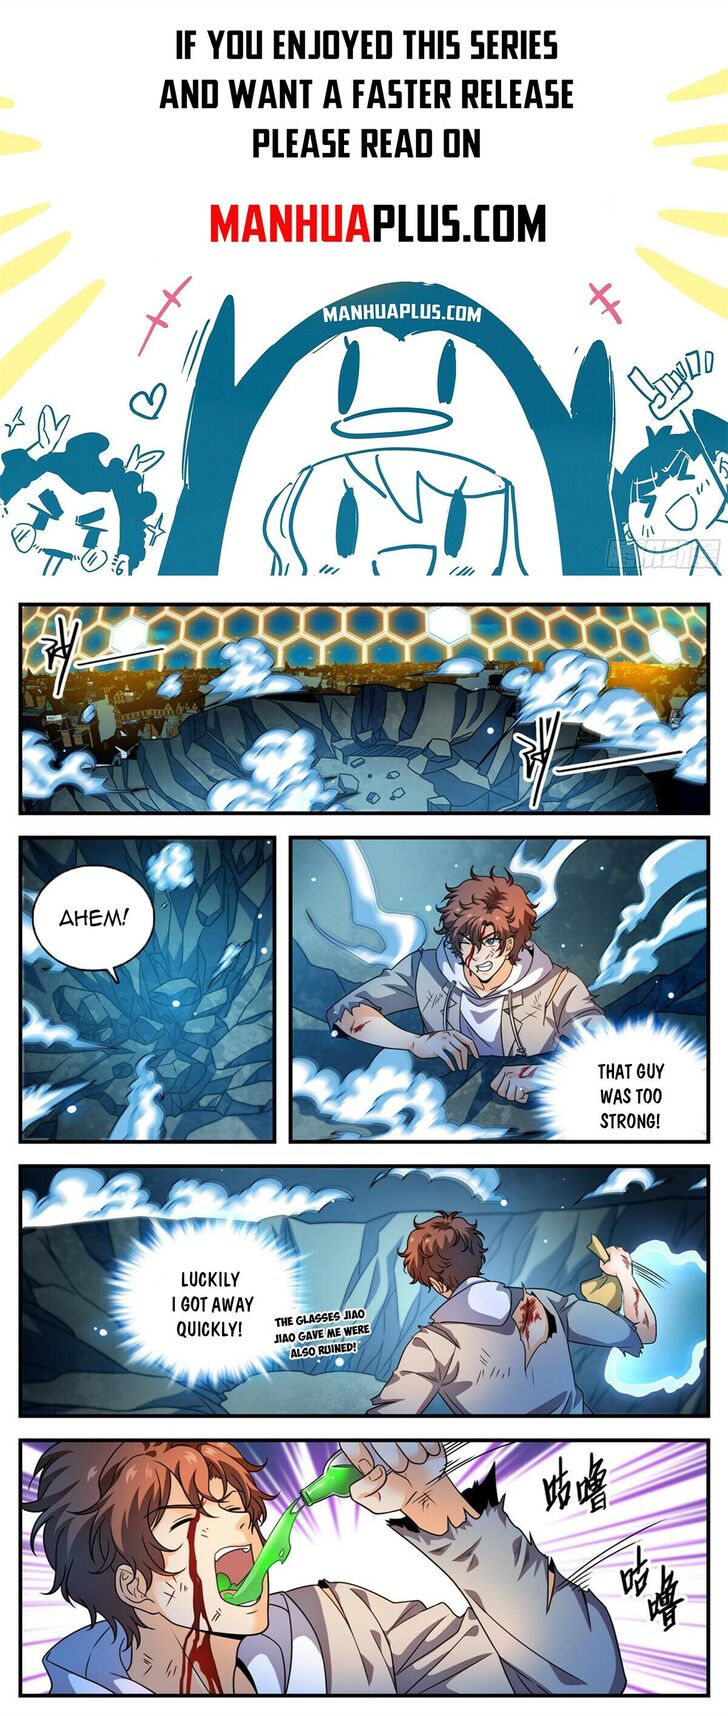 IF YOU ENJOYED THIS SERIES
AND WANT A FASTER RELEASE
PLEASE READ ON
MANHUAPLUS.COM
MANHUAPLUS.COM
AHEM!
THAT GUY
WAS TOO
STRONG!
LUCKILY
I GOT AWAY
QUICKLY!
THE GLASSES JIAO
JIAO GAVE ME WERE
ALSO RUINED!
咕噜
咕噜